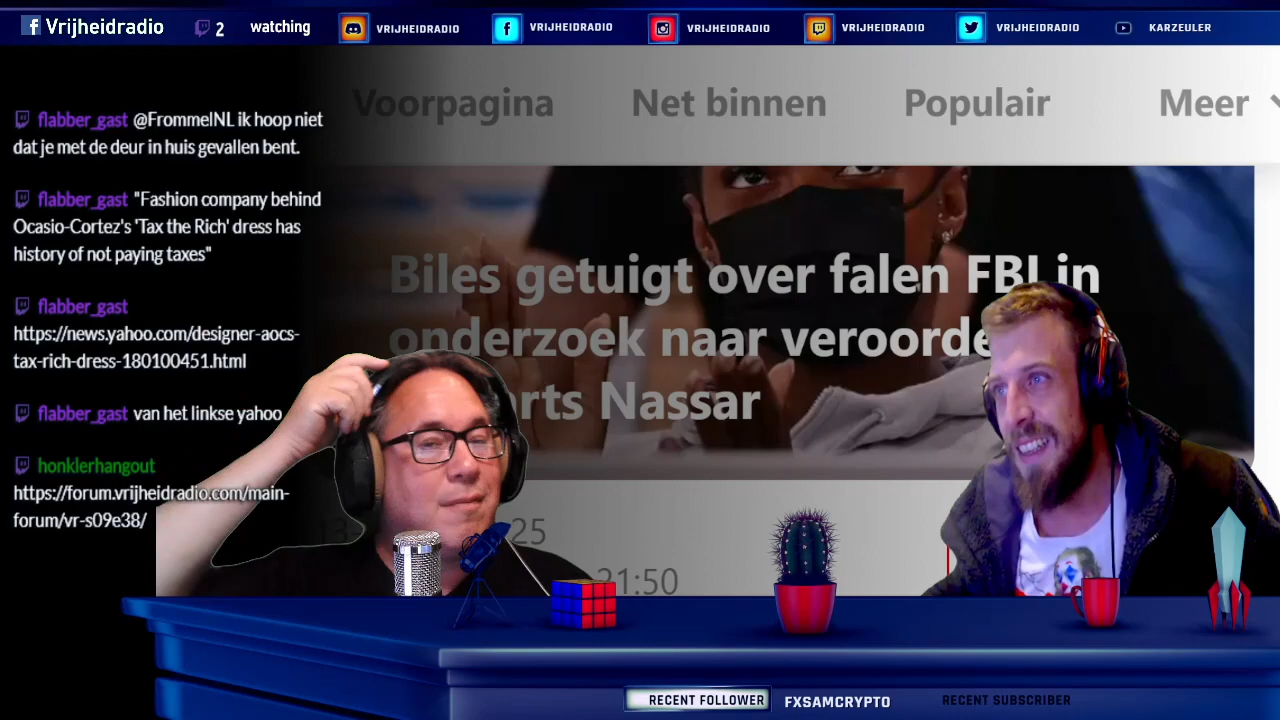 Vrijheidradio
2
watching
VRIJHEIDRADIO
VRIJHEIDRADIO
VRIJHEIDRADIO
VRIJHEIDRADIO
VRIJHEIDRADIO
KARZEULER
Voorpagina
Net binnen
Populair
Meer
flabber_gast @FrommelNL ik hoop niet
dat je met de deur in huis gevallen bent.
flabber_gast "Fashion company behind
Ocasio-Cortez's 'Tax the Rich' dress has
history of not paying taxes"
flabber_gast
https://news.yahoo.com/designer-aocs-
tax-rich-dress-180100451.html
flabber_gast van het linkse yahoo
honklerhangout
https://forum.vrijheidradio.com/main-
forum/vr-s09e38/
Biles getuigt over falen FBI in
onderzoek naar veroorde
rts Nassar
25
21:50
RECENT FOLLOWER
FXSAMCRYPTO
RECENT SUBSCRIBER